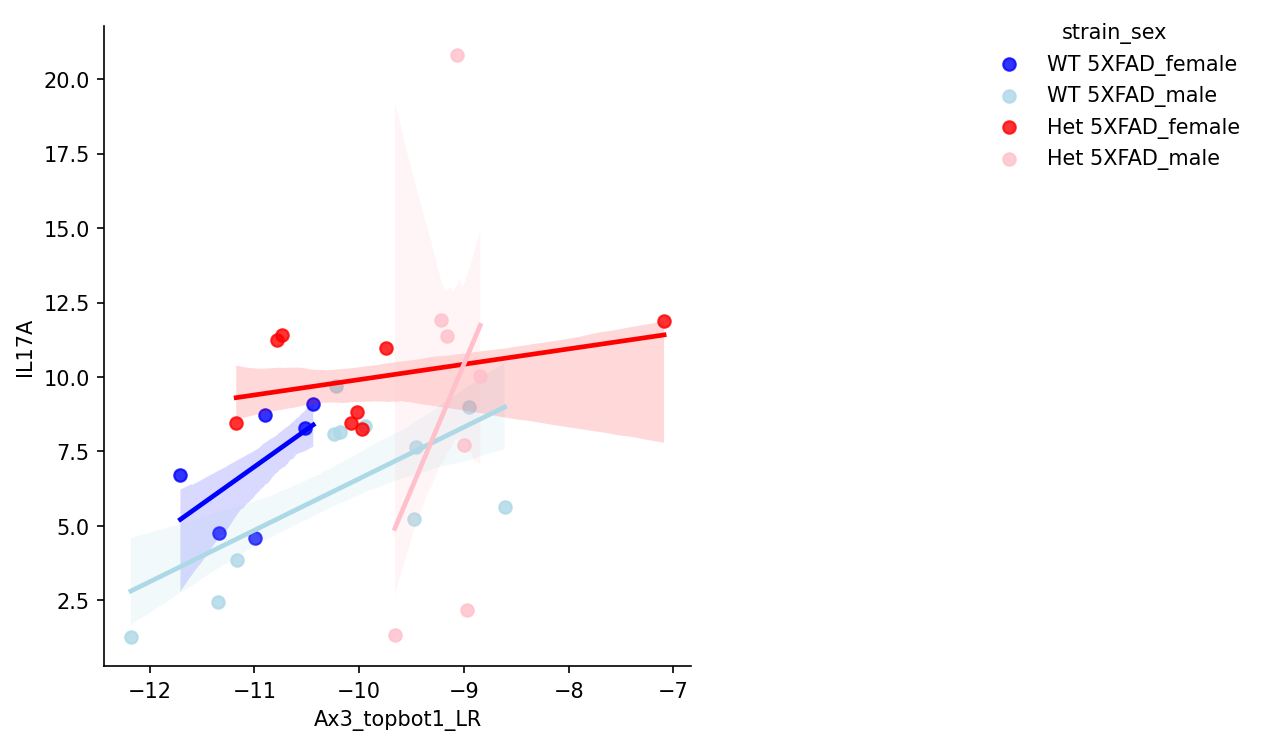 strain_sex
WT 5XFAD_female
WT 5XFAD_male
Het 5XFAD_female
Het 5XFAD_male
IL17A
20.0
17.5
15.0
12.5
10.0
7.5
5.0
2.5
−12 −11 −10 −9 −8 −7
Ax3_topbot1_LR